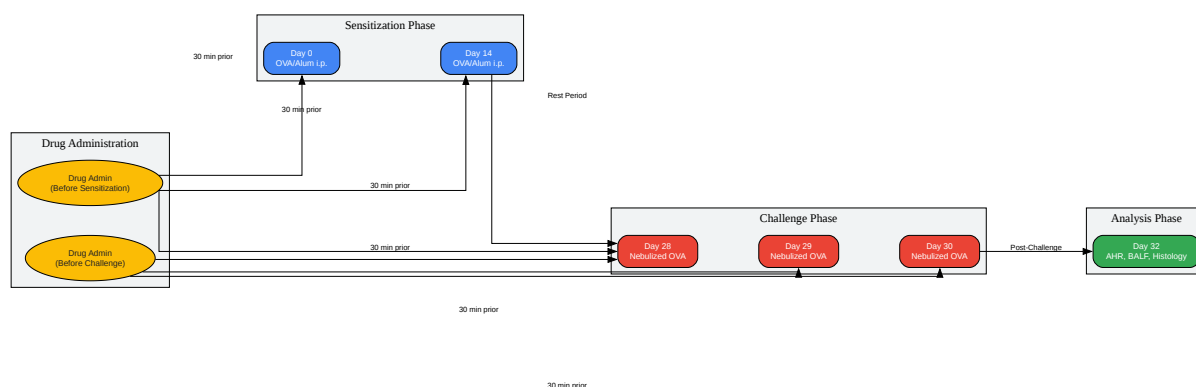 Sensitization Phase
Day 0
OVA/Alum i.p.
Day 14
OVA/Alum i.p.
30 min prior
Rest Period
30 min prior
Drug Administration
Drug Admin
(Before Sensitization)
30 min prior
Challenge Phase
Analysis Phase
Drug Admin
(Before Challenge)
30 min prior
Day 28
Nebulized OVA
Day 29
Nebulized OVA
Day 30
Nebulized OVA
Post-Challenge
Day 32
AHR, BALF, Histology
30 min prior
30 min prior